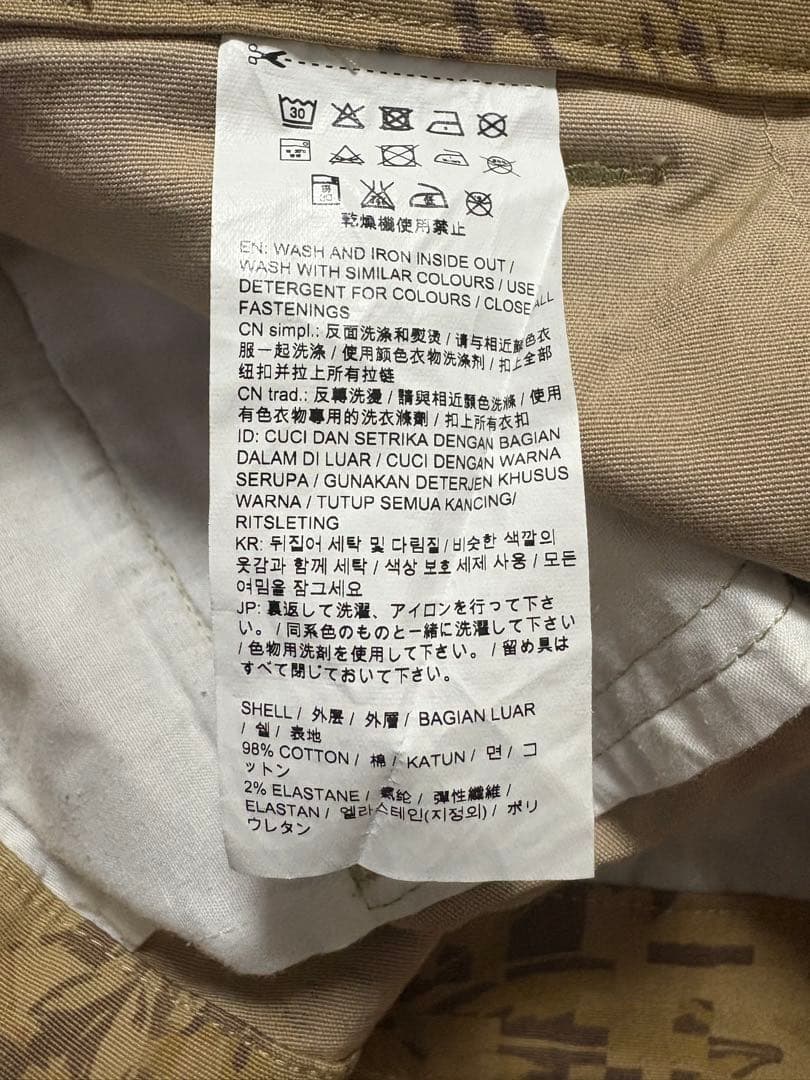 30
乾燥機使用禁止
EN: WASH AND IRON INSIDE OUT /
WASH WITH SIMILAR COLOURS / USE
DETERGENT FOR COLOURS / CLOSE ALL
FASTENINGS
CN simpl.: 反面洗涤和熨烫 / 请与相近颜色衣
服一起洗涤 / 使用颜色衣物洗涤剂 / 扣上全部
纽扣并拉上所有拉链
CN trad.: 反轉洗燙 / 請與相近顏色洗滌 / 使用
有色衣物專用的洗衣滌劑 / 扣上所有衣扣
ID: CUCI DAN SETRIKA DENGAN BAGIAN
DALAM DI LUAR / CUCI DENGAN WARNA
SERUPA / GUNAKAN DETERJEN KHUSUS
WARNA / TUTUP SEMUA KANCING/
RITSLETING
KR: 뒤집어 세탁 및 다림질 / 비슷한 색깔의
옷감과 함께 세탁 / 색상 보호 세제 사용 / 모든
여밈을 잠그세요
JP: 裏返して洗濯、アイロンを行って下さ
い。 / 同系色のものと一緒に洗濯して下さい
/ 色物用洗剤を使用して下さい。 / 留め具は
すべて閉じておいて下さい。
SHELL / 外层 / 外層 / BAGIAN LUAR
/ 쉘 / 表地
98% COTTON / 棉 / KATUN / 면 / コ
ットン
2% ELASTANE / 氨纶 / 彈性纖維 /
ELASTAN / 엘라스테인(지정외) / ポリ
ウレタン